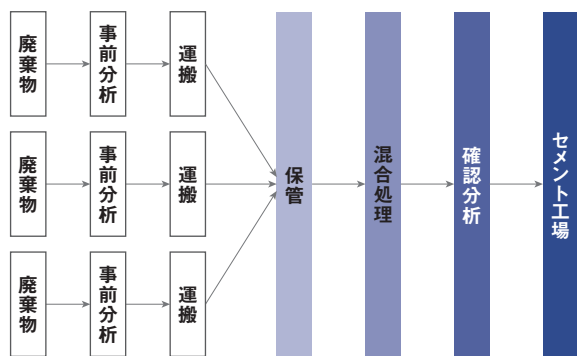 廃棄物
事前分析
運搬
廃棄物
事前分析
運搬
廃棄物
事前分析
運搬
保管
混合処理
確認分析
セメント工場